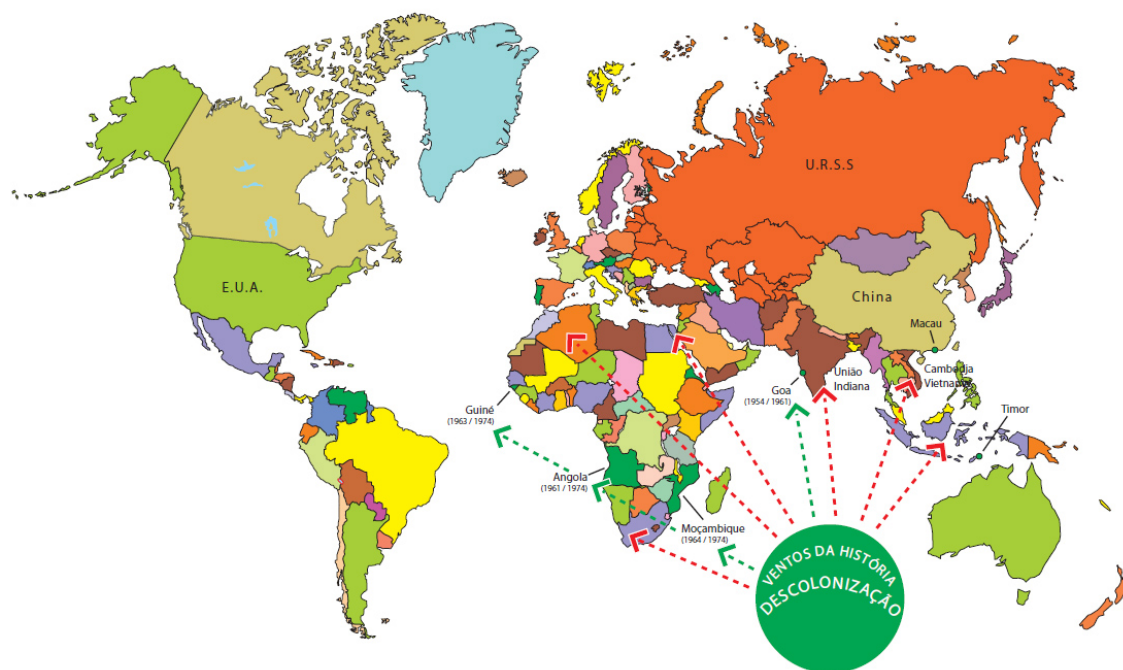 U.R.S.S
E.U.A.
China
Macau
Cambodja
Vietname
União
Indiana
Goa
(1954 / 1961)
Timor
Guiné
(1963 / 1974)
Angola
(1961 / 1974)
Moçambique
(1964 / 1974)
VENTOS DA HISTÓRIA
DESCOLONIZAÇÃO